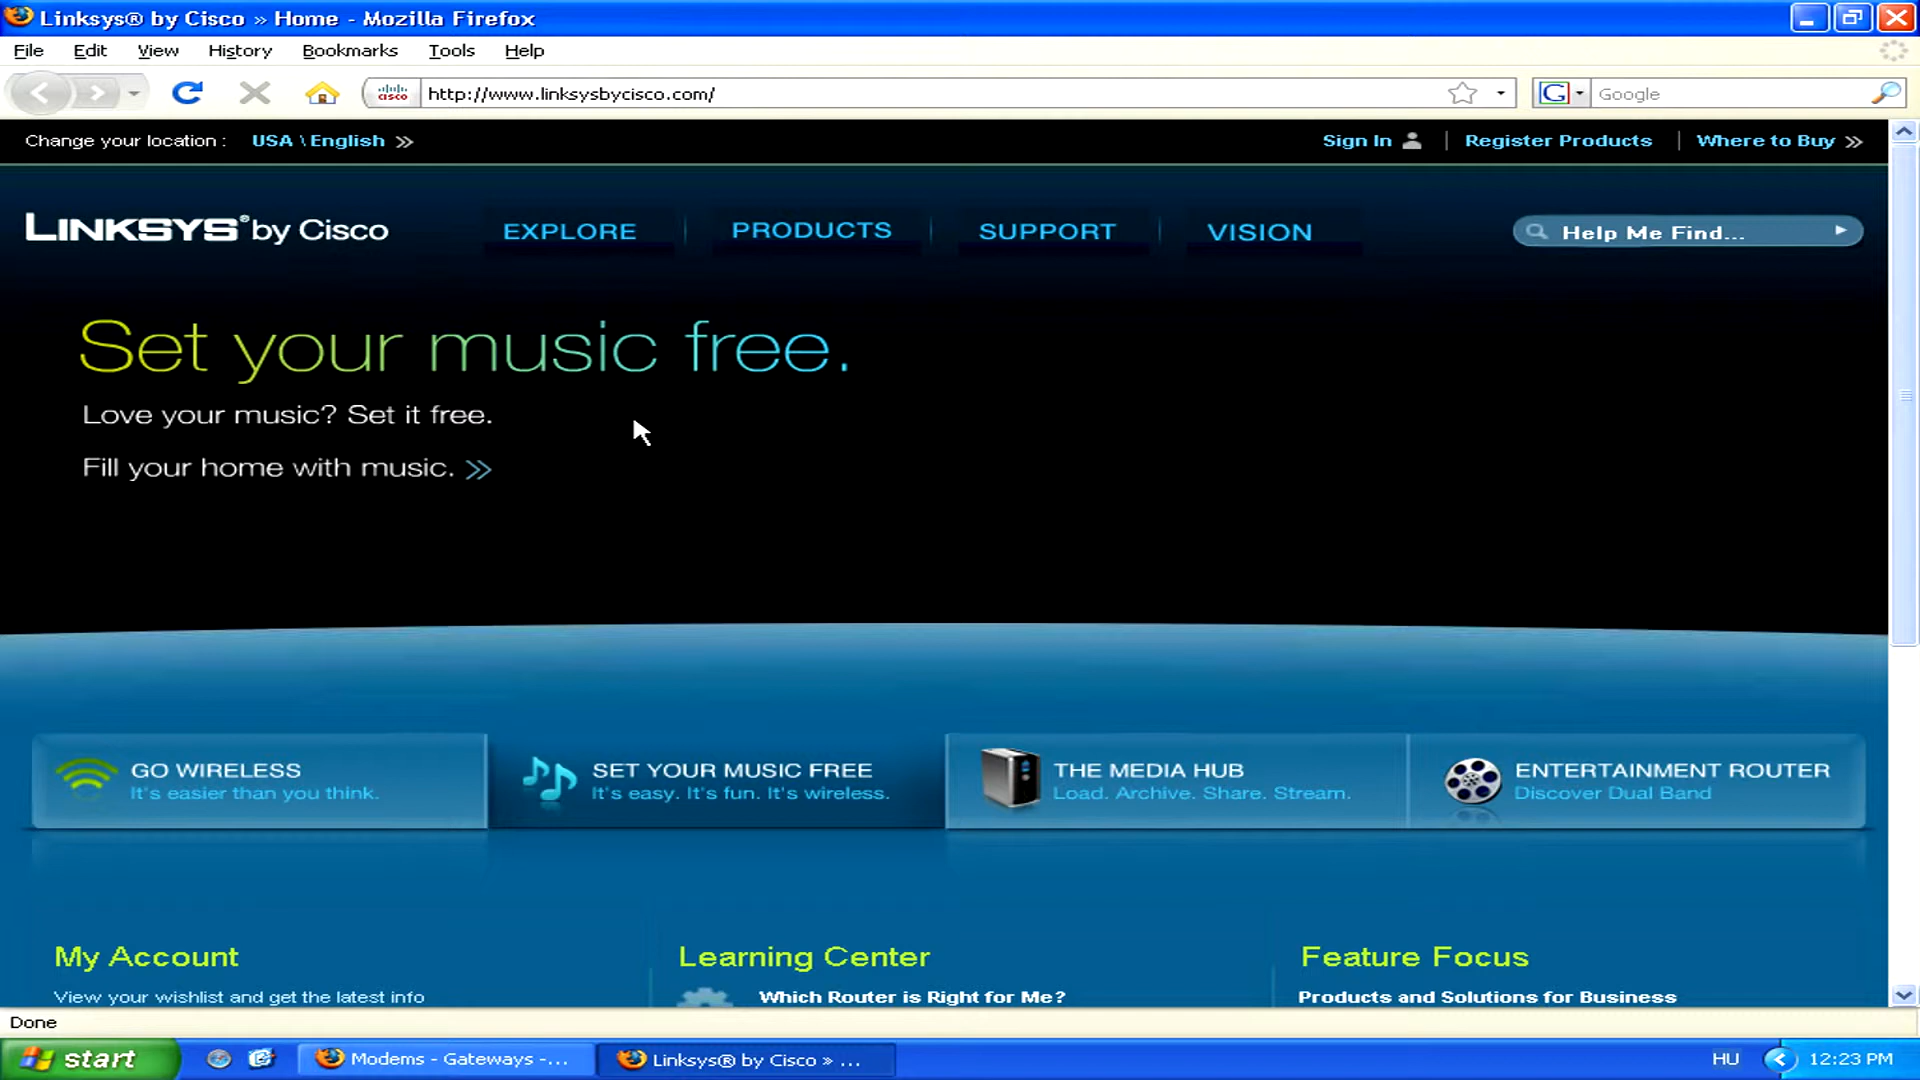 Linksys® by Cisco » Home - Mozilla Firefox
File Edit View History Bookmarks Tools Help
cisco http://www.linksysbycisco.com/ G Google
Change your location : USA \ English » Sign In | Register Products | Where to Buy »
LINKSYS® by Cisco EXPLORE PRODUCTS SUPPORT VISION Help Me Find...
Set your music free.
Love your music? Set it free.
Fill your home with music. »
GO WIRELESS
It's easier than you think.
SET YOUR MUSIC FREE
It's easy. It's fun. It's wireless.
THE MEDIA HUB
Load. Archive. Share. Stream.
ENTERTAINMENT ROUTER
Discover Dual Band
My Account
View your wishlist and get the latest info
Learning Center
Which Router is Right for Me?
Feature Focus
Products and Solutions for Business
Done
start Modems - Gateways -... Linksys® by Cisco » ... HU 12:23 PM